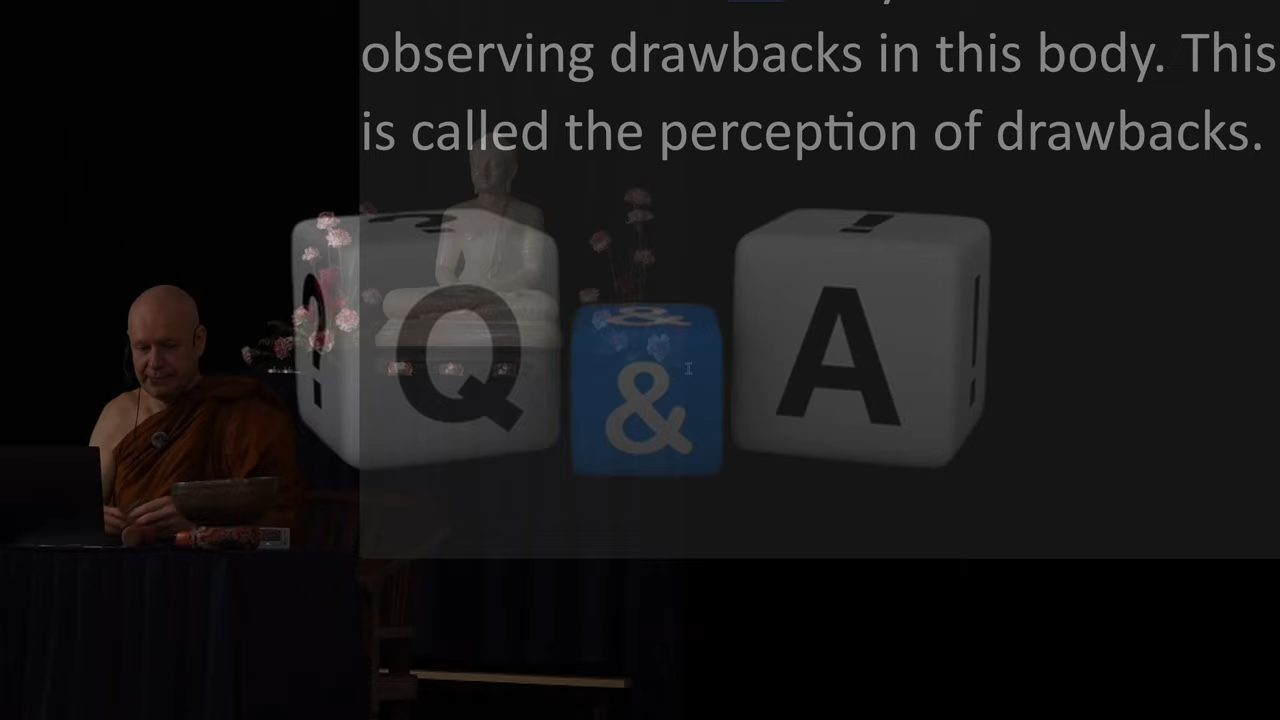 observing drawbacks in this body. This
is called the perception of drawbacks.
? ! 
& &
? Q & A !